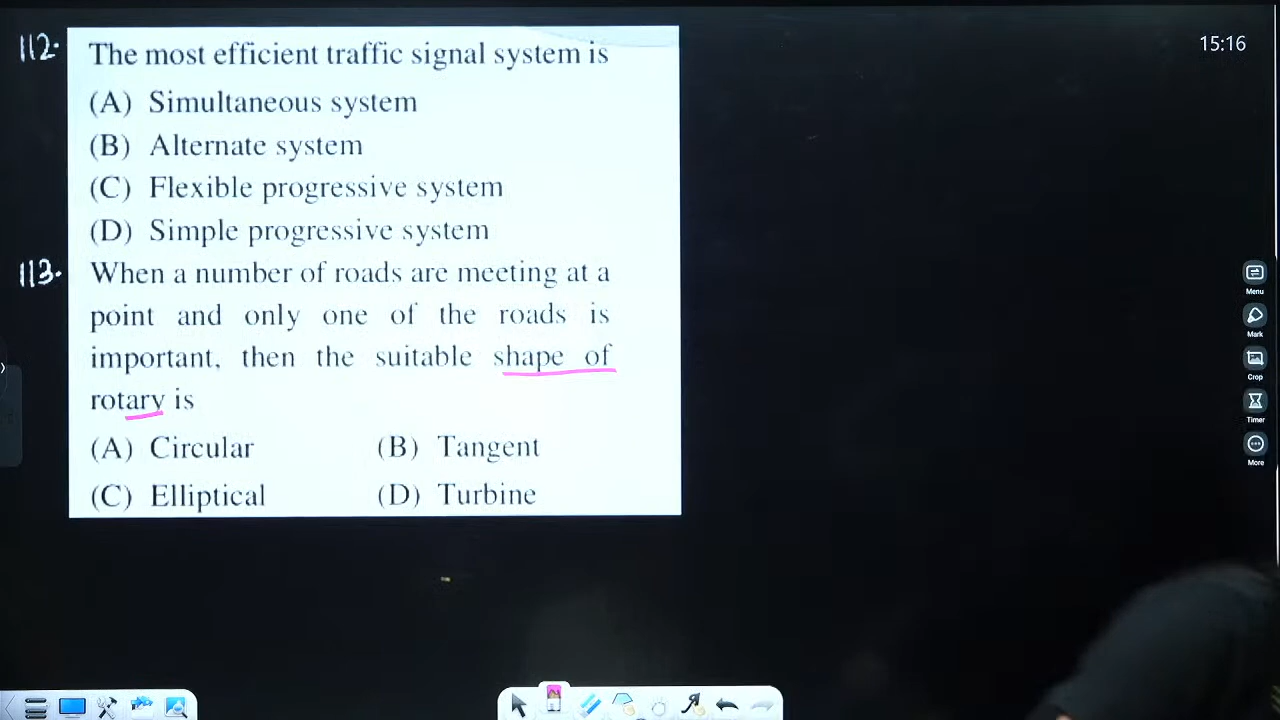 15:16
112. The most efficient traffic signal system is
(A) Simultaneous system
(B) Alternate system
(C) Flexible progressive system
(D) Simple progressive system
113. When a number of roads are meeting at a
point and only one of the roads is
important, then the suitable shape of
rotary is
(A) Circular (B) Tangent
(C) Elliptical (D) Turbine
Menu
Mark
Crop
Timer
More